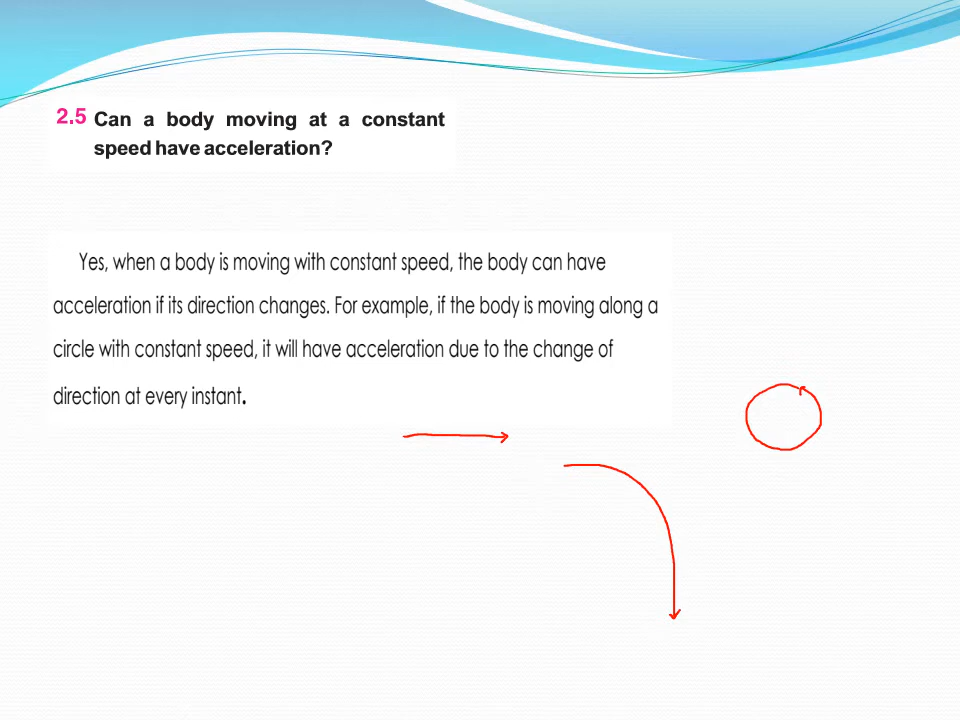 2.5 Can a body moving at a constant
speed have acceleration?
Yes, when a body is moving with constant speed, the body can have
acceleration if its direction changes. For example, if the body is moving along a
circle with constant speed, it will have acceleration due to the change of
direction at every instant.